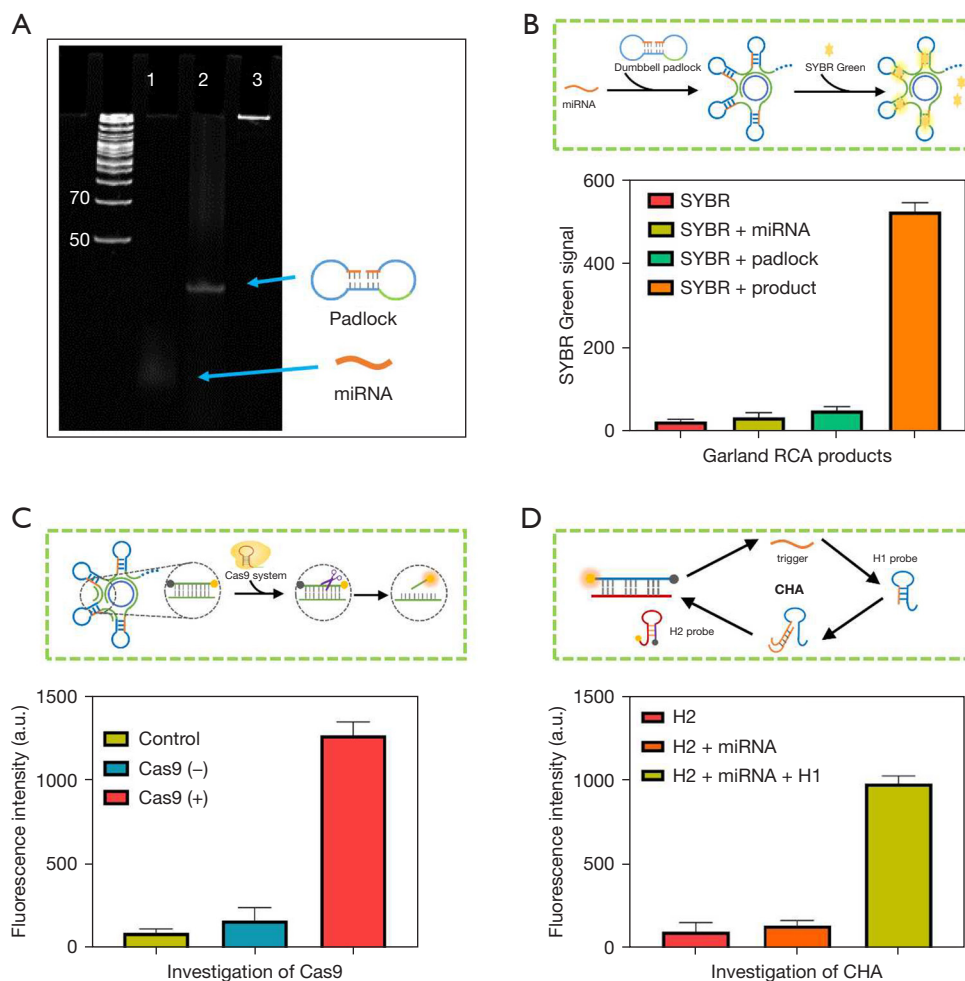 A
1 2 3
70
50
Padlock
miRNA
B
miRNA
Dumbbell padlock
SYBR Green
SYBR Green signal
600
400
200
0
SYBR
SYBR + miRNA
SYBR + padlock
SYBR + product
Garland RCA products
C
Cas9 system
Fluorescence intensity (a.u.)
1500
1000
500
0
Control
Cas9 (–)
Cas9 (+)
Investigation of Cas9
D
trigger
H1 probe
CHA
H2 probe
Fluorescence intensity (a.u.)
1500
1000
500
0
H2
H2 + miRNA
H2 + miRNA + H1
Investigation of CHA